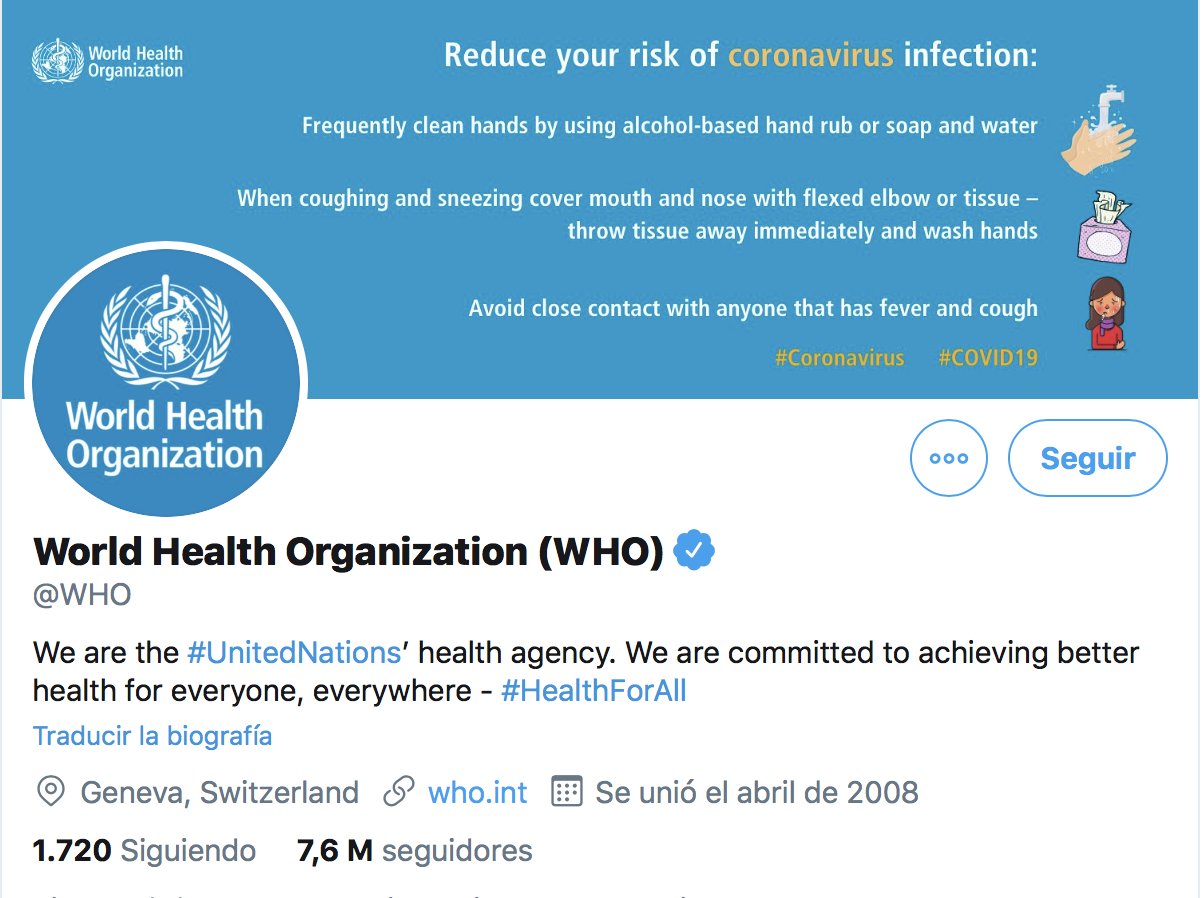 World Health
Organization
Reduce your risk of coronavirus infection:
Frequently clean hands by using alcohol-based hand rub or soap and water
When coughing and sneezing cover mouth and nose with flexed elbow or tissue –
throw tissue away immediately and wash hands
Avoid close contact with anyone that has fever and cough
#Coronavirus #COVID19
World Health
Organization
Seguir
World Health Organization (WHO)
@WHO
We are the #UnitedNations’ health agency. We are committed to achieving better
health for everyone, everywhere - #HealthForAll
Traducir la biografía
Geneva, Switzerland who.int Se unió el abril de 2008
1.720 Siguiendo 7,6 M seguidores